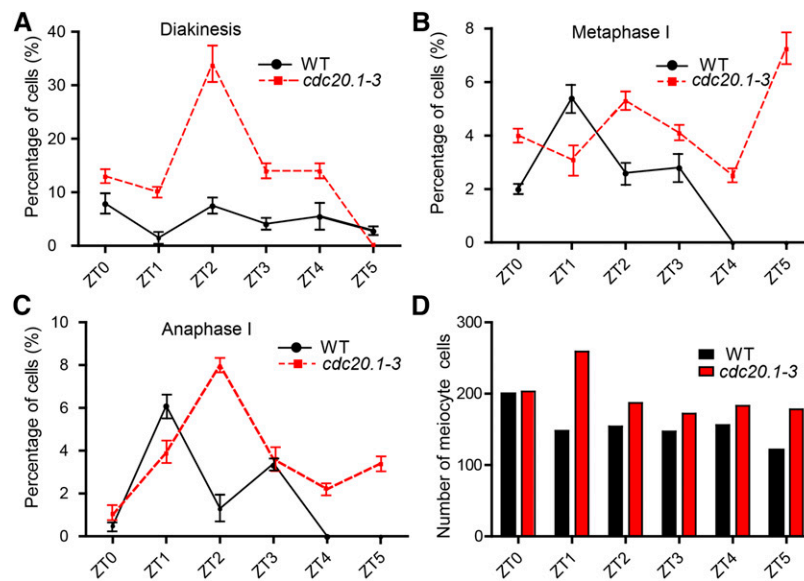 A
Diakinesis
Percentage of cells (%)
40
30
20
10
0
WT
cdc20.1-3
ZT0 ZT1 ZT2 ZT3 ZT4 ZT5
B
Metaphase I
Percentage of cells (%)
8
6
4
2
0
WT
cdc20.1-3
ZT0 ZT1 ZT2 ZT3 ZT4 ZT5
C
Anaphase I
Percentage of cells (%)
10
8
6
4
2
0
WT
cdc20.1-3
ZT0 ZT1 ZT2 ZT3 ZT4 ZT5
D
Number of meiocyte cells
300
200
100
0
WT
cdc20.1-3
ZT0 ZT1 ZT2 ZT3 ZT4 ZT5